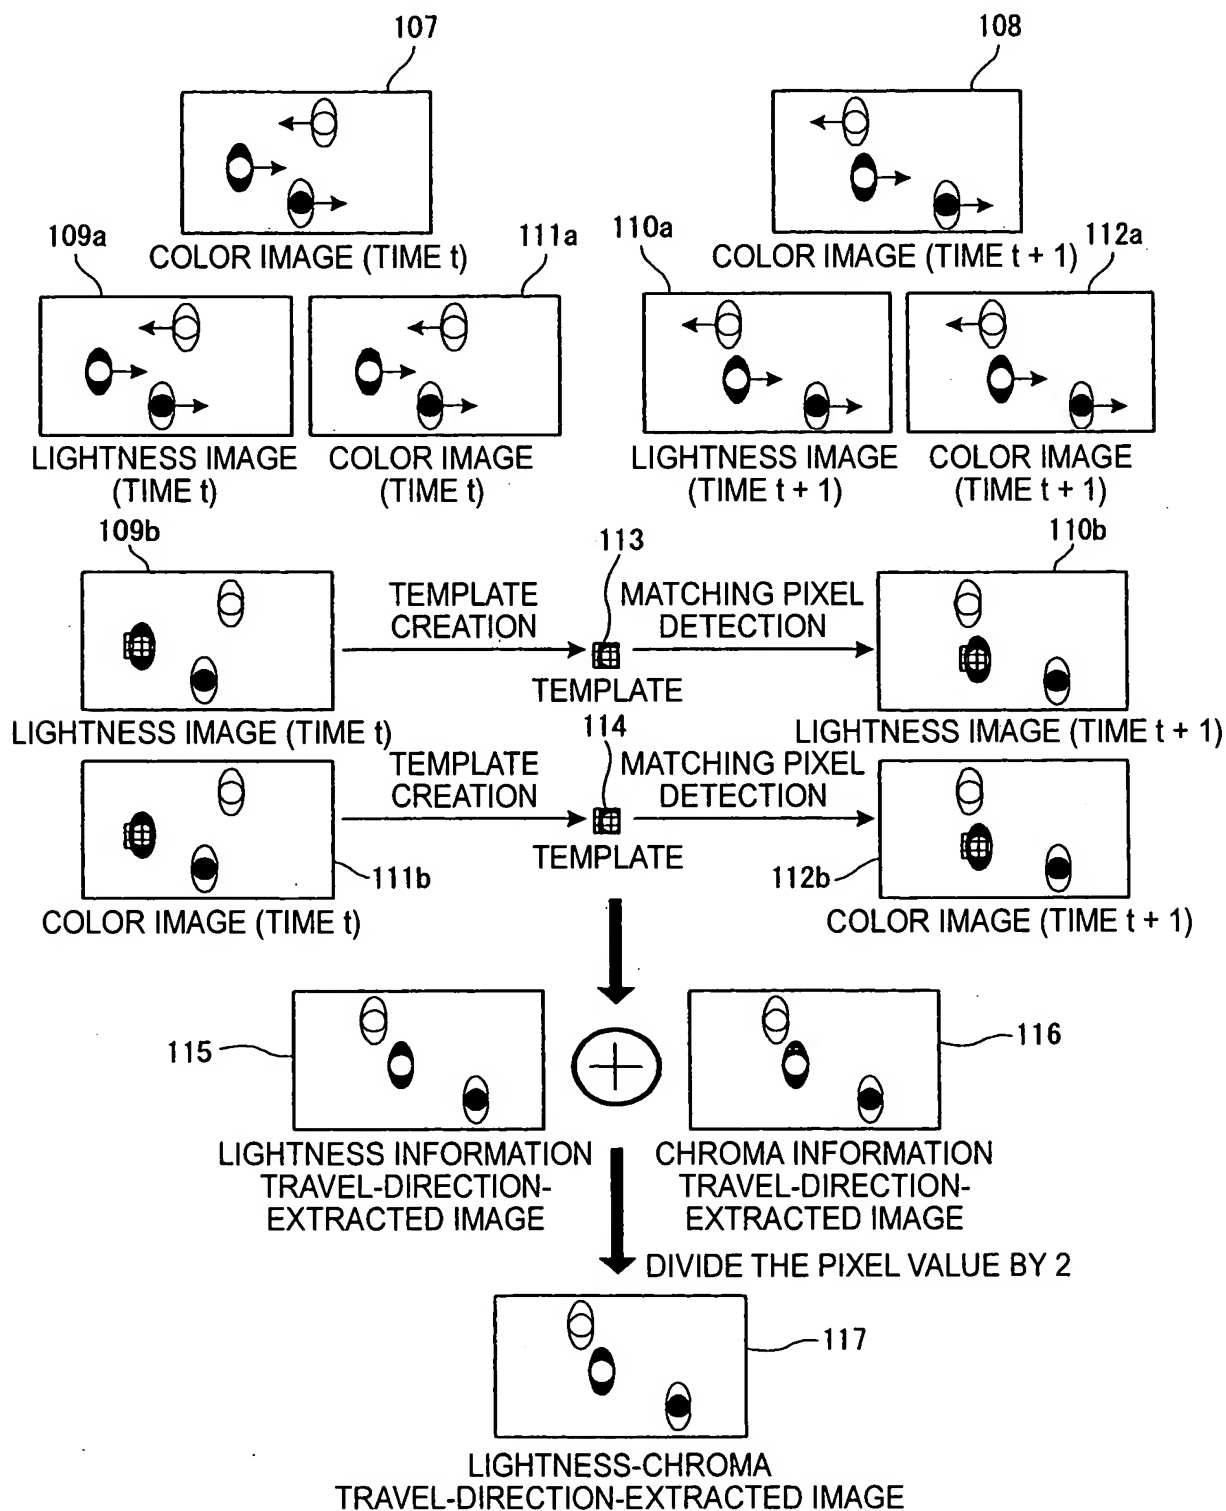 107
108
COLOR IMAGE (TIME t)
COLOR IMAGE (TIME t + 1)
109a
111a
110a
112a
LIGHTNESS IMAGE
(TIME t)
COLOR IMAGE
(TIME t)
LIGHTNESS IMAGE
(TIME t + 1)
COLOR IMAGE
(TIME t + 1)
109b
113
110b
TEMPLATE
CREATION
MATCHING PIXEL
DETECTION
TEMPLATE
LIGHTNESS IMAGE (TIME t)
LIGHTNESS IMAGE (TIME t + 1)
114
TEMPLATE
CREATION
MATCHING PIXEL
DETECTION
TEMPLATE
111b
112b
COLOR IMAGE (TIME t)
COLOR IMAGE (TIME t + 1)
115
116
LIGHTNESS INFORMATION
TRAVEL-DIRECTION-
EXTRACTED IMAGE
CHROMA INFORMATION
TRAVEL-DIRECTION-
EXTRACTED IMAGE
DIVIDE THE PIXEL VALUE BY 2
117
LIGHTNESS-CHROMA
TRAVEL-DIRECTION-EXTRACTED IMAGE